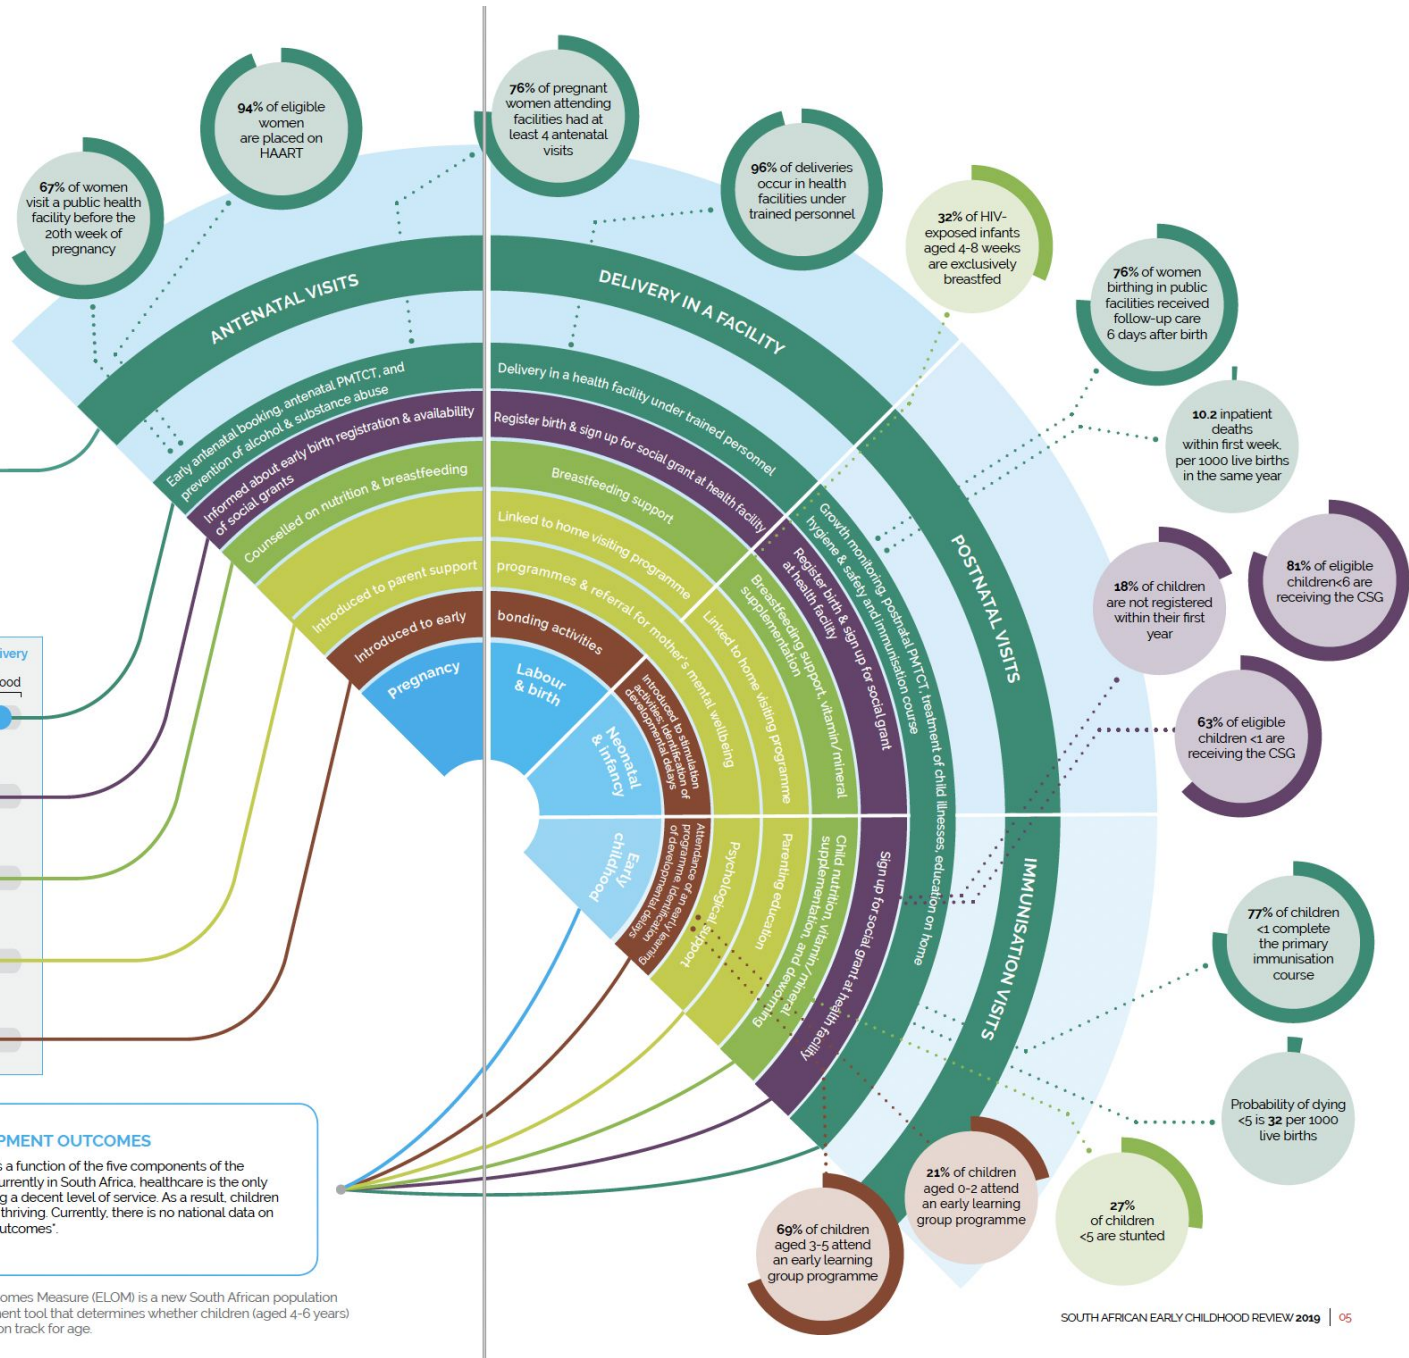 67% of women
visit a public health
facility before the
20th week of
pregnancy
94% of eligible
women
are placed on
HAART
76% of pregnant
women attending
facilities had at
least 4 antenatal
visits
96% of deliveries
occur in health
facilities under
trained personnel
32% of HIV-
exposed infants
aged 4-8 weeks
are exclusively
breastfed
76% of women
birthing in public
facilities received
follow-up care
6 days after birth
10.2 inpatient
deaths
within first week,
per 1000 live births
in the same year
18% of children
are not registered
within their first
year
81% of eligible
children<6 are
receiving the CSG
63% of eligible
children <1 are
receiving the CSG
77% of children
<1 complete
the primary
immunisation
course
Probability of dying
<5 is 32 per 1000
live births
27%
of children
<5 are stunted
21% of children
aged 0-2 attend
an early learning
group programme
69% of children
aged 3-5 attend
an early learning
group programme
ANTENATAL VISITS
DELIVERY IN A FACILITY
POSTNATAL VISITS
IMMUNISATION VISITS
Early antenatal booking, antenatal PMTCT, and
prevention of alcohol & substance abuse
Informed about early birth registration & availability
of social grants
Counselled on nutrition & breastfeeding
Introduced to parent support
Introduced to early
Pregnancy
Delivery in a health facility under trained personnel
Register birth & sign up for social grant at health facility
Breastfeeding support
Linked to home visiting programme
programmes & referral for mother's mental wellbeing
bonding activities
Labour
& birth
Growth monitoring, postnatal PMTCT, treatment of child illnesses, education on home
hygiene & safety and immunisation course
Register birth & sign up for social grant
at health facility
Breastfeeding support, vitamin/mineral
supplementation
Linked to home visiting programme
Introduced to stimulation
activities; identification of
developmental delays
Neonatal
& infancy
Sign up for social grant at health facility
Child nutrition, vitamin/mineral
supplementation, and deworming
Parenting education
Psychological support
Attendance of an early learning
programme. Identification
of developmental delays
Early
childhood
ivery
ood
PMENT OUTCOMES
s a function of the five components of the
urrently in South Africa, healthcare is the only
g a decent level of service. As a result, children
thriving. Currently, there is no national data on
utcomes*.
omes Measure (ELOM) is a new South African population
ent tool that determines whether children (aged 4-6 years)
on track for age.
SOUTH AFRICAN EARLY CHILDHOOD REVIEW 2019 | 05